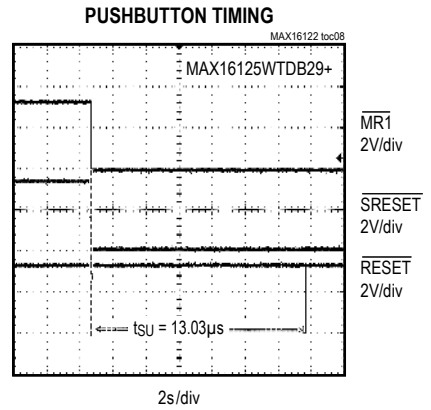 PUSHBUTTON TIMING
MAX16122 toc08
MAX16125WTDB29+
MR1
2V/div
SRESET
2V/div
RESET
2V/div
tSU = 13.03µs
2s/div